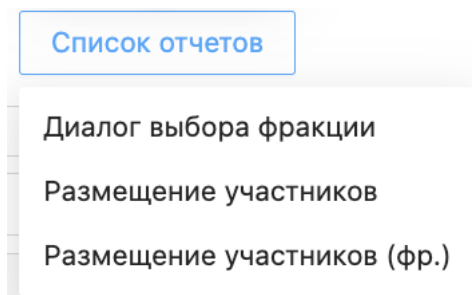 Список отчетов
Диалог выбора фракции
Размещение участников
Размещение участников (фр.)